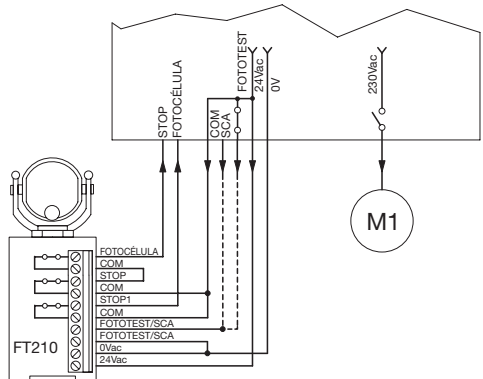 FOTOTEST
24Vac
0V
230Vac
STOP
FOTOCÉLULA
COM
SCA
M1
FOTOCÉLULA
COM
STOP
COM
STOP1
COM
FOTOTEST/SCA
FOTOTEST/SCA
0Vac
24Vac
FT210